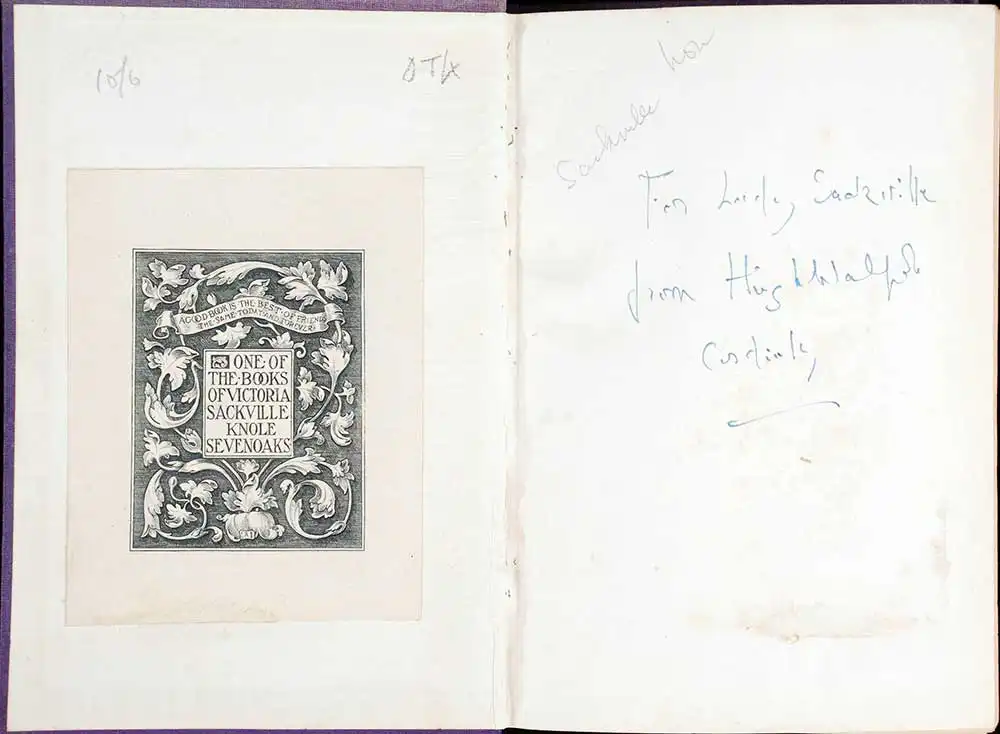 10/6
A·GOOD·BOOK·IS·THE·BEST·OF·FRIENDS
THE·SAME·TODAY·AND·FOR·EVER·
ONE·OF
THE·BOOKS
OF·VICTORIA
SACKVILLE
KNOLE
SEVENOAKS
Sackville
For Lady Sackville
from Hugh Walpole
Cordially